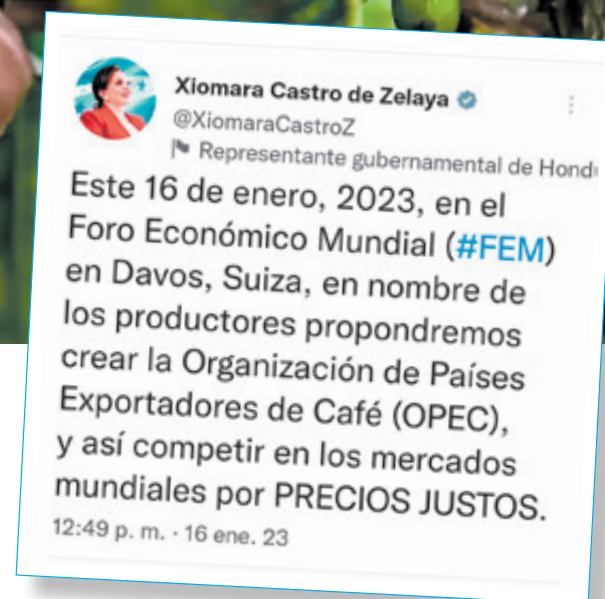 Xiomara Castro de Zelaya
@XiomaraCastroZ
Representante gubernamental de Hond
Este 16 de enero, 2023, en el
Foro Económico Mundial (#FEM)
en Davos, Suiza, en nombre de
los productores propondremos
crear la Organización de Países
Exportadores de Café (OPEC),
y así competir en los mercados
mundiales por PRECIOS JUSTOS.
12:49 p. m. · 16 ene. 23